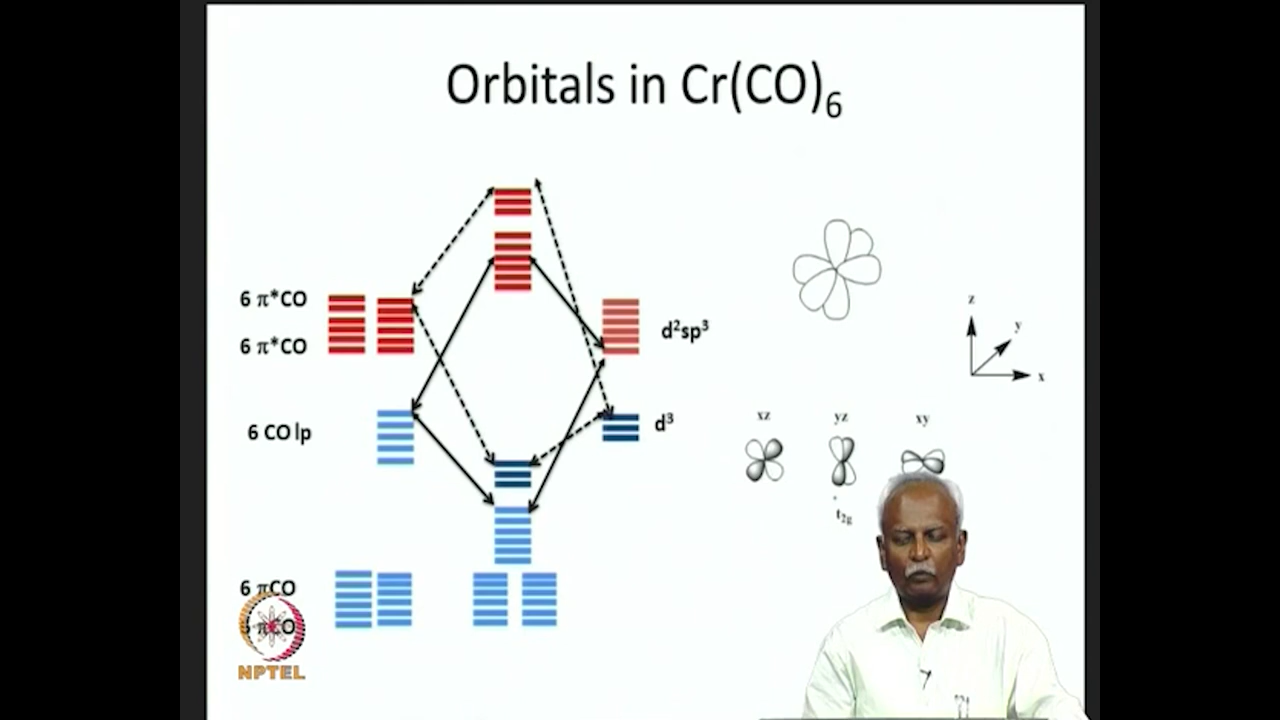 Orbitals in Cr(CO)6
6 π*CO
6 π*CO
d²sp³
6 CO lp
d³
z
y
x
xz yz xy
t2g
6 πCO
πCO
NPTEL